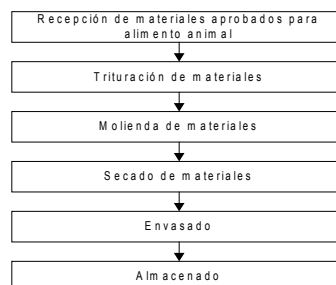 Recepción de materiales aprobados para
alimento animal
Trituración de materiales
Molienda de materiales
Secado de materiales
Envasado
Almacenado